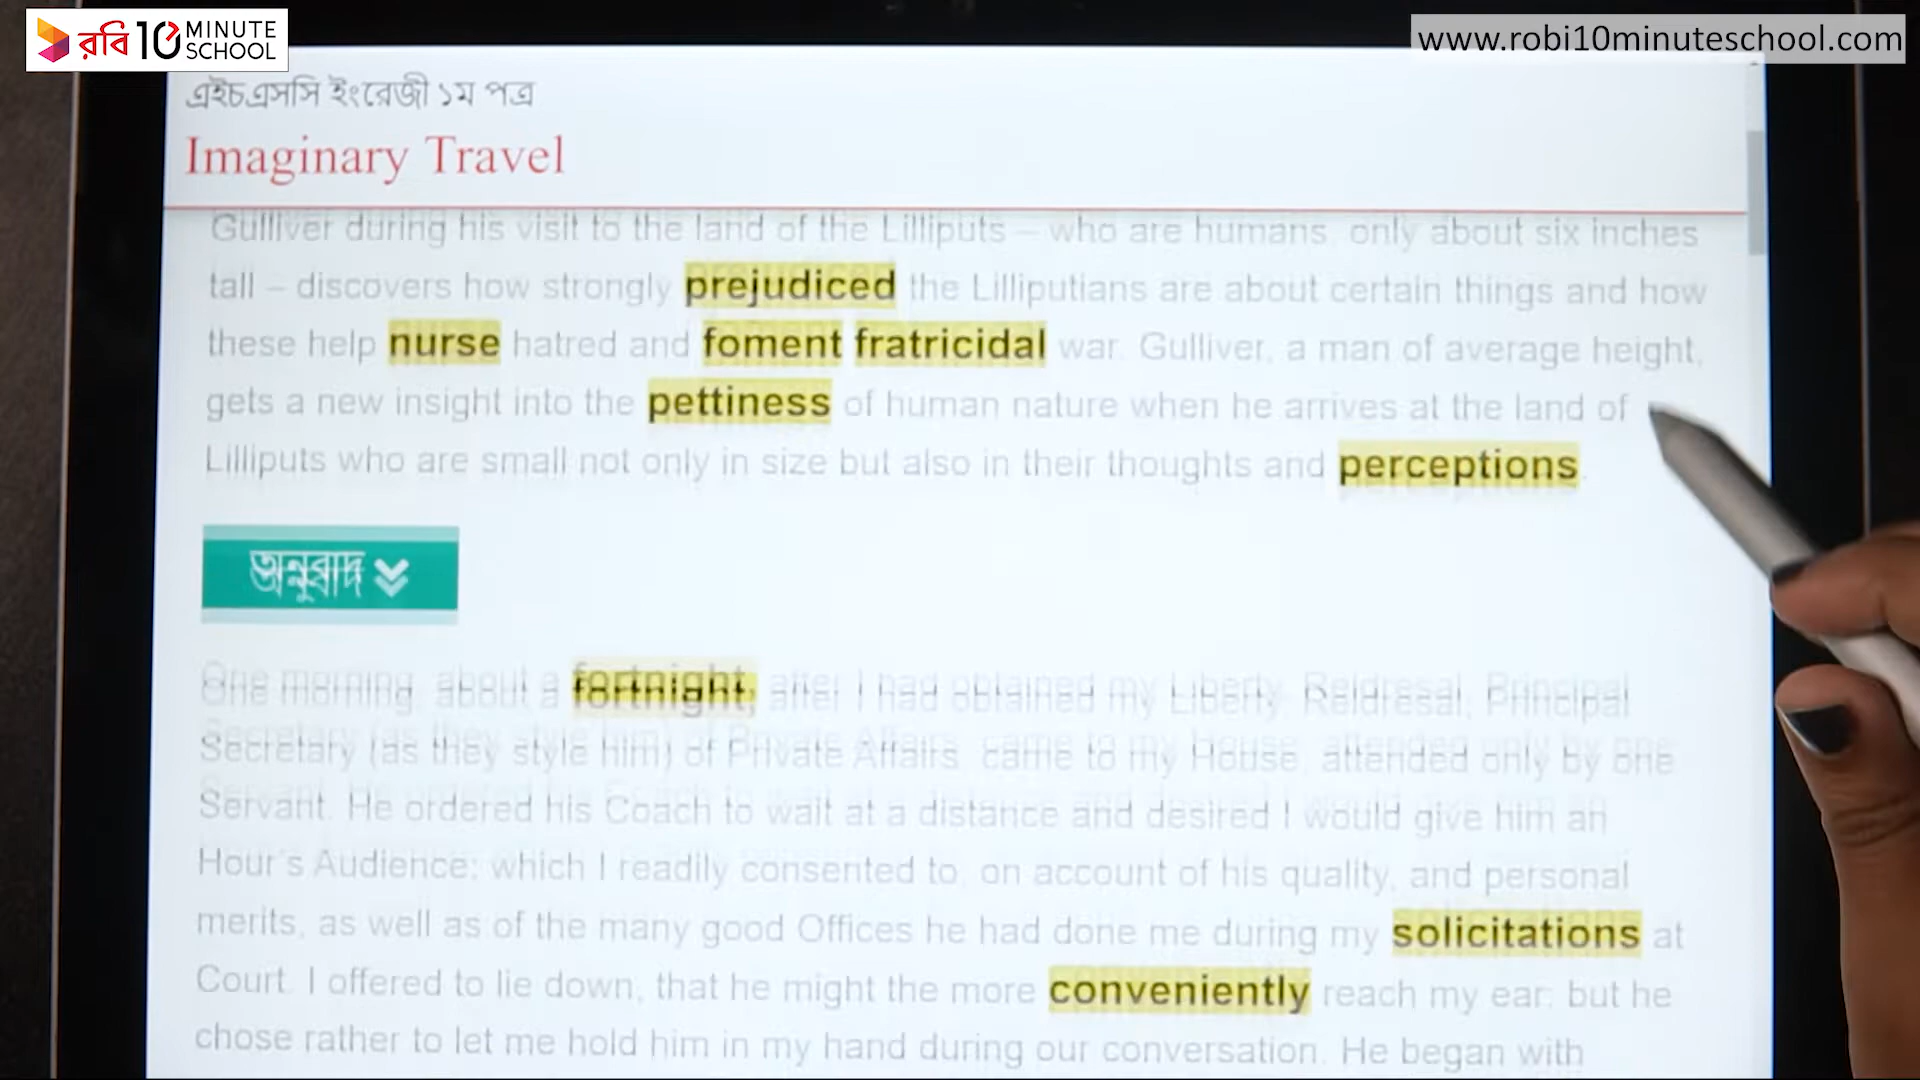 রবি 10 MINUTE SCHOOL
www.robi10minuteschool.com
এইচএসসি ইংরেজী ১ম পত্র
Imaginary Travel
Gulliver during his visit to the land of the Lilliputs – who are humans, only about six inches
tall – discovers how strongly prejudiced the Lilliputians are about certain things and how
these help nurse hatred and foment fratricidal war. Gulliver, a man of average height,
gets a new insight into the pettiness of human nature when he arrives at the land of
Lilliputs who are small not only in size but also in their thoughts and perceptions.
অনুবাদ
One morning, about a fortnight, after I had obtained my Liberty, Reldresal, Principal
Secretary (as they style him) of Private Affairs, came to my House, attended only by one
Servant. He ordered his Coach to wait at a distance and desired I would give him an
Hour's Audience; which I readily consented to, on account of his quality, and personal
merits, as well as of the many good Offices he had done me during my solicitations at
Court. I offered to lie down, that he might the more conveniently reach my ear; but he
chose rather to let me hold him in my hand during our conversation. He began with